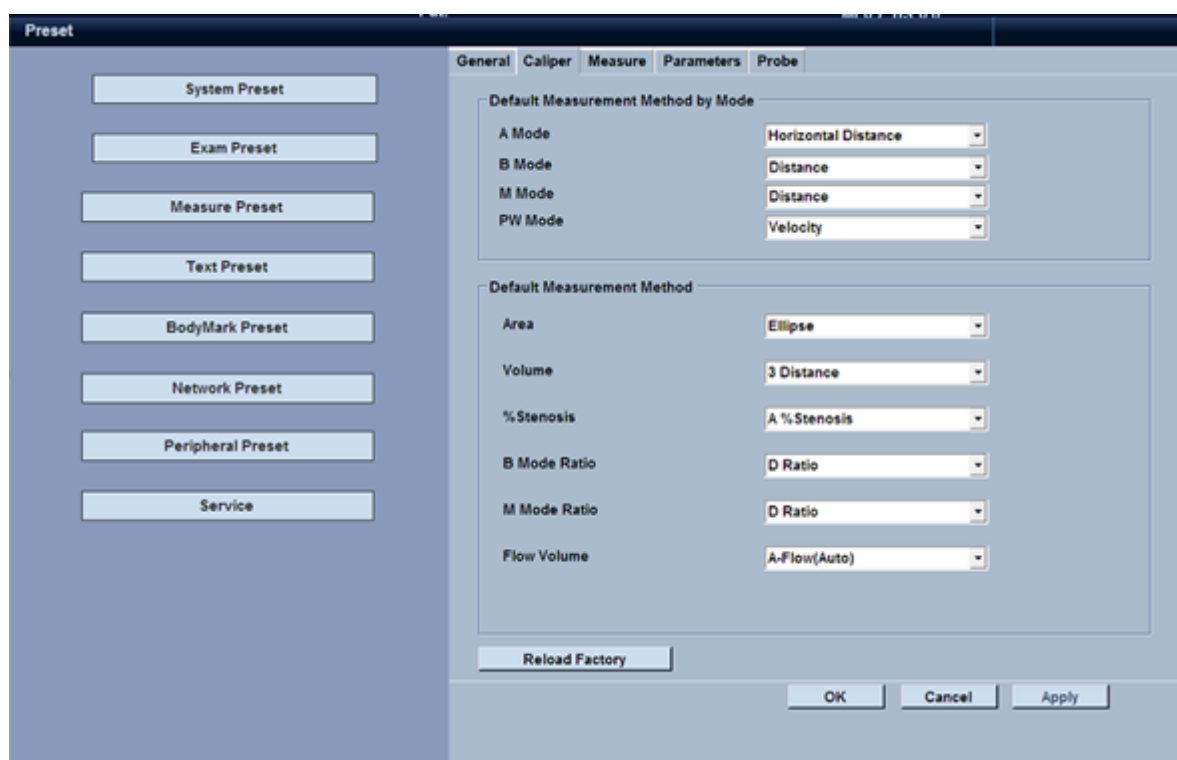 Preset
System Preset
Exam Preset
Measure Preset
Text Preset
BodyMark Preset
Network Preset
Peripheral Preset
Service
General Caliper Measure Parameters Probe
Default Measurement Method by Mode
A Mode Horizontal Distance
B Mode Distance
M Mode Distance
PW Mode Velocity
Default Measurement Method
Area Ellipse
Volume 3 Distance
%Stenosis A %Stenosis
B Mode Ratio D Ratio
M Mode Ratio D Ratio
Flow Volume A-Flow(Auto)
Reload Factory
OK Cancel Apply